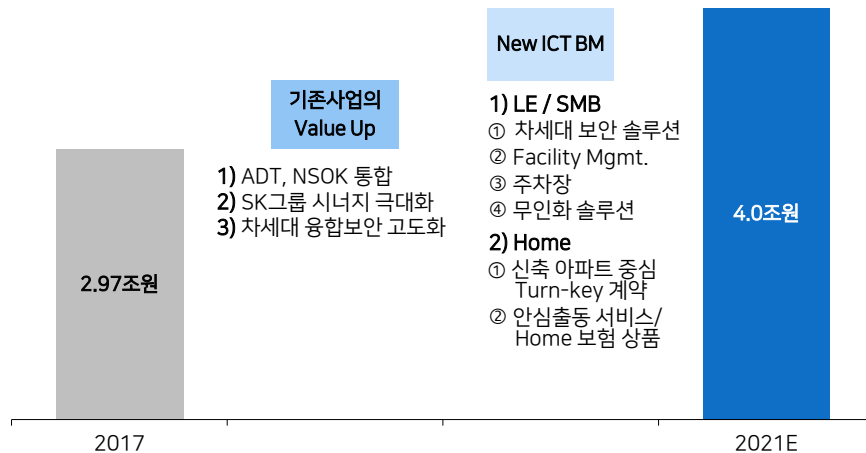 New ICT BM
기존사업의
Value Up
1) ADT, NSOK 통합
2) SK그룹 시너지 극대화
3) 차세대 융합보안 고도화
1) LE / SMB
① 차세대 보안 솔루션
② Facility Mgmt.
③ 주차장
④ 무인화 솔루션
2) Home
① 신축 아파트 중심
Turn-key 계약
② 안심출동 서비스/
Home 보험 상품
2.97조원
4.0조원
2017
2021E